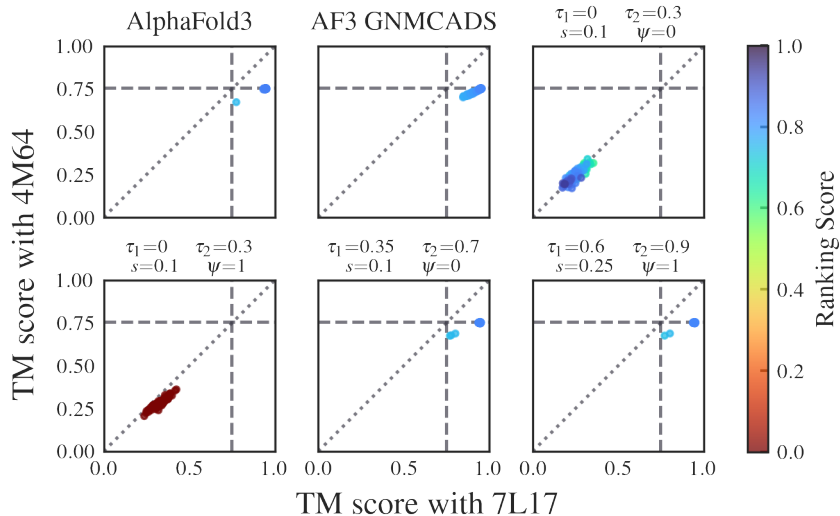 AlphaFold3
AF3 GNMCADS
τ₁=0 τ₂=0.3
s=0.1 ψ=0
1.00
0.75
0.50
0.25
0.00
TM score with 4M64
τ₁=0 τ₂=0.3
s=0.1 ψ=1
τ₁=0.35 τ₂=0.7
s=0.1 ψ=0
τ₁=0.6 τ₂=0.9
s=0.25 ψ=1
1.00
0.75
0.50
0.25
0.00
0.0 0.5 1.0
0.0 0.5 1.0
0.0 0.5 1.0
TM score with 7L17
1.0
0.8
0.6
0.4
0.2
0.0
Ranking Score